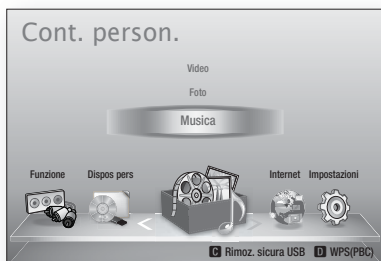 Cont. person.
Video
Foto
Musica
Funzione Dispos pers Internet Impostazioni
C Rimoz. sicura USB D WPS(PBC)